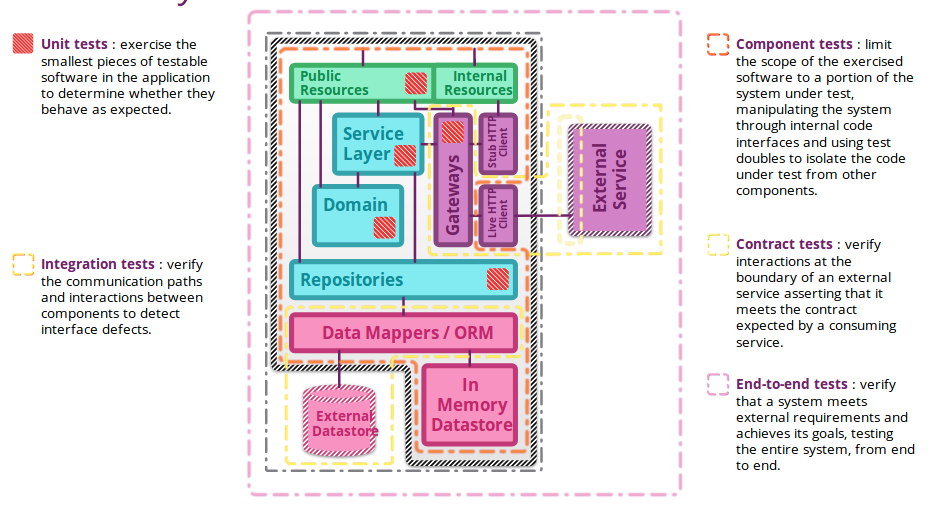 Unit tests : exercise the
smallest pieces of testable
software in the application
to determine whether they
behave as expected.
Integration tests : verify
the communication paths
and interactions between
components to detect
interface defects.
Public
Resources
Internal
Resources
Service
Layer
Gateways
Stub HTTP
Client
Domain
Live HTTP
Client
External
Service
Repositories
Data Mappers / ORM
External
Datastore
In
Memory
Datastore
Component tests : limit
the scope of the exercised
software to a portion of the
system under test,
manipulating the system
through internal code
interfaces and using test
doubles to isolate the code
under test from other
components.
Contract tests : verify
interactions at the
boundary of an external
service asserting that it
meets the contract
expected by a consuming
service.
End-to-end tests : verify
that a system meets
external requirements and
achieves its goals, testing
the entire system, from end
to end.